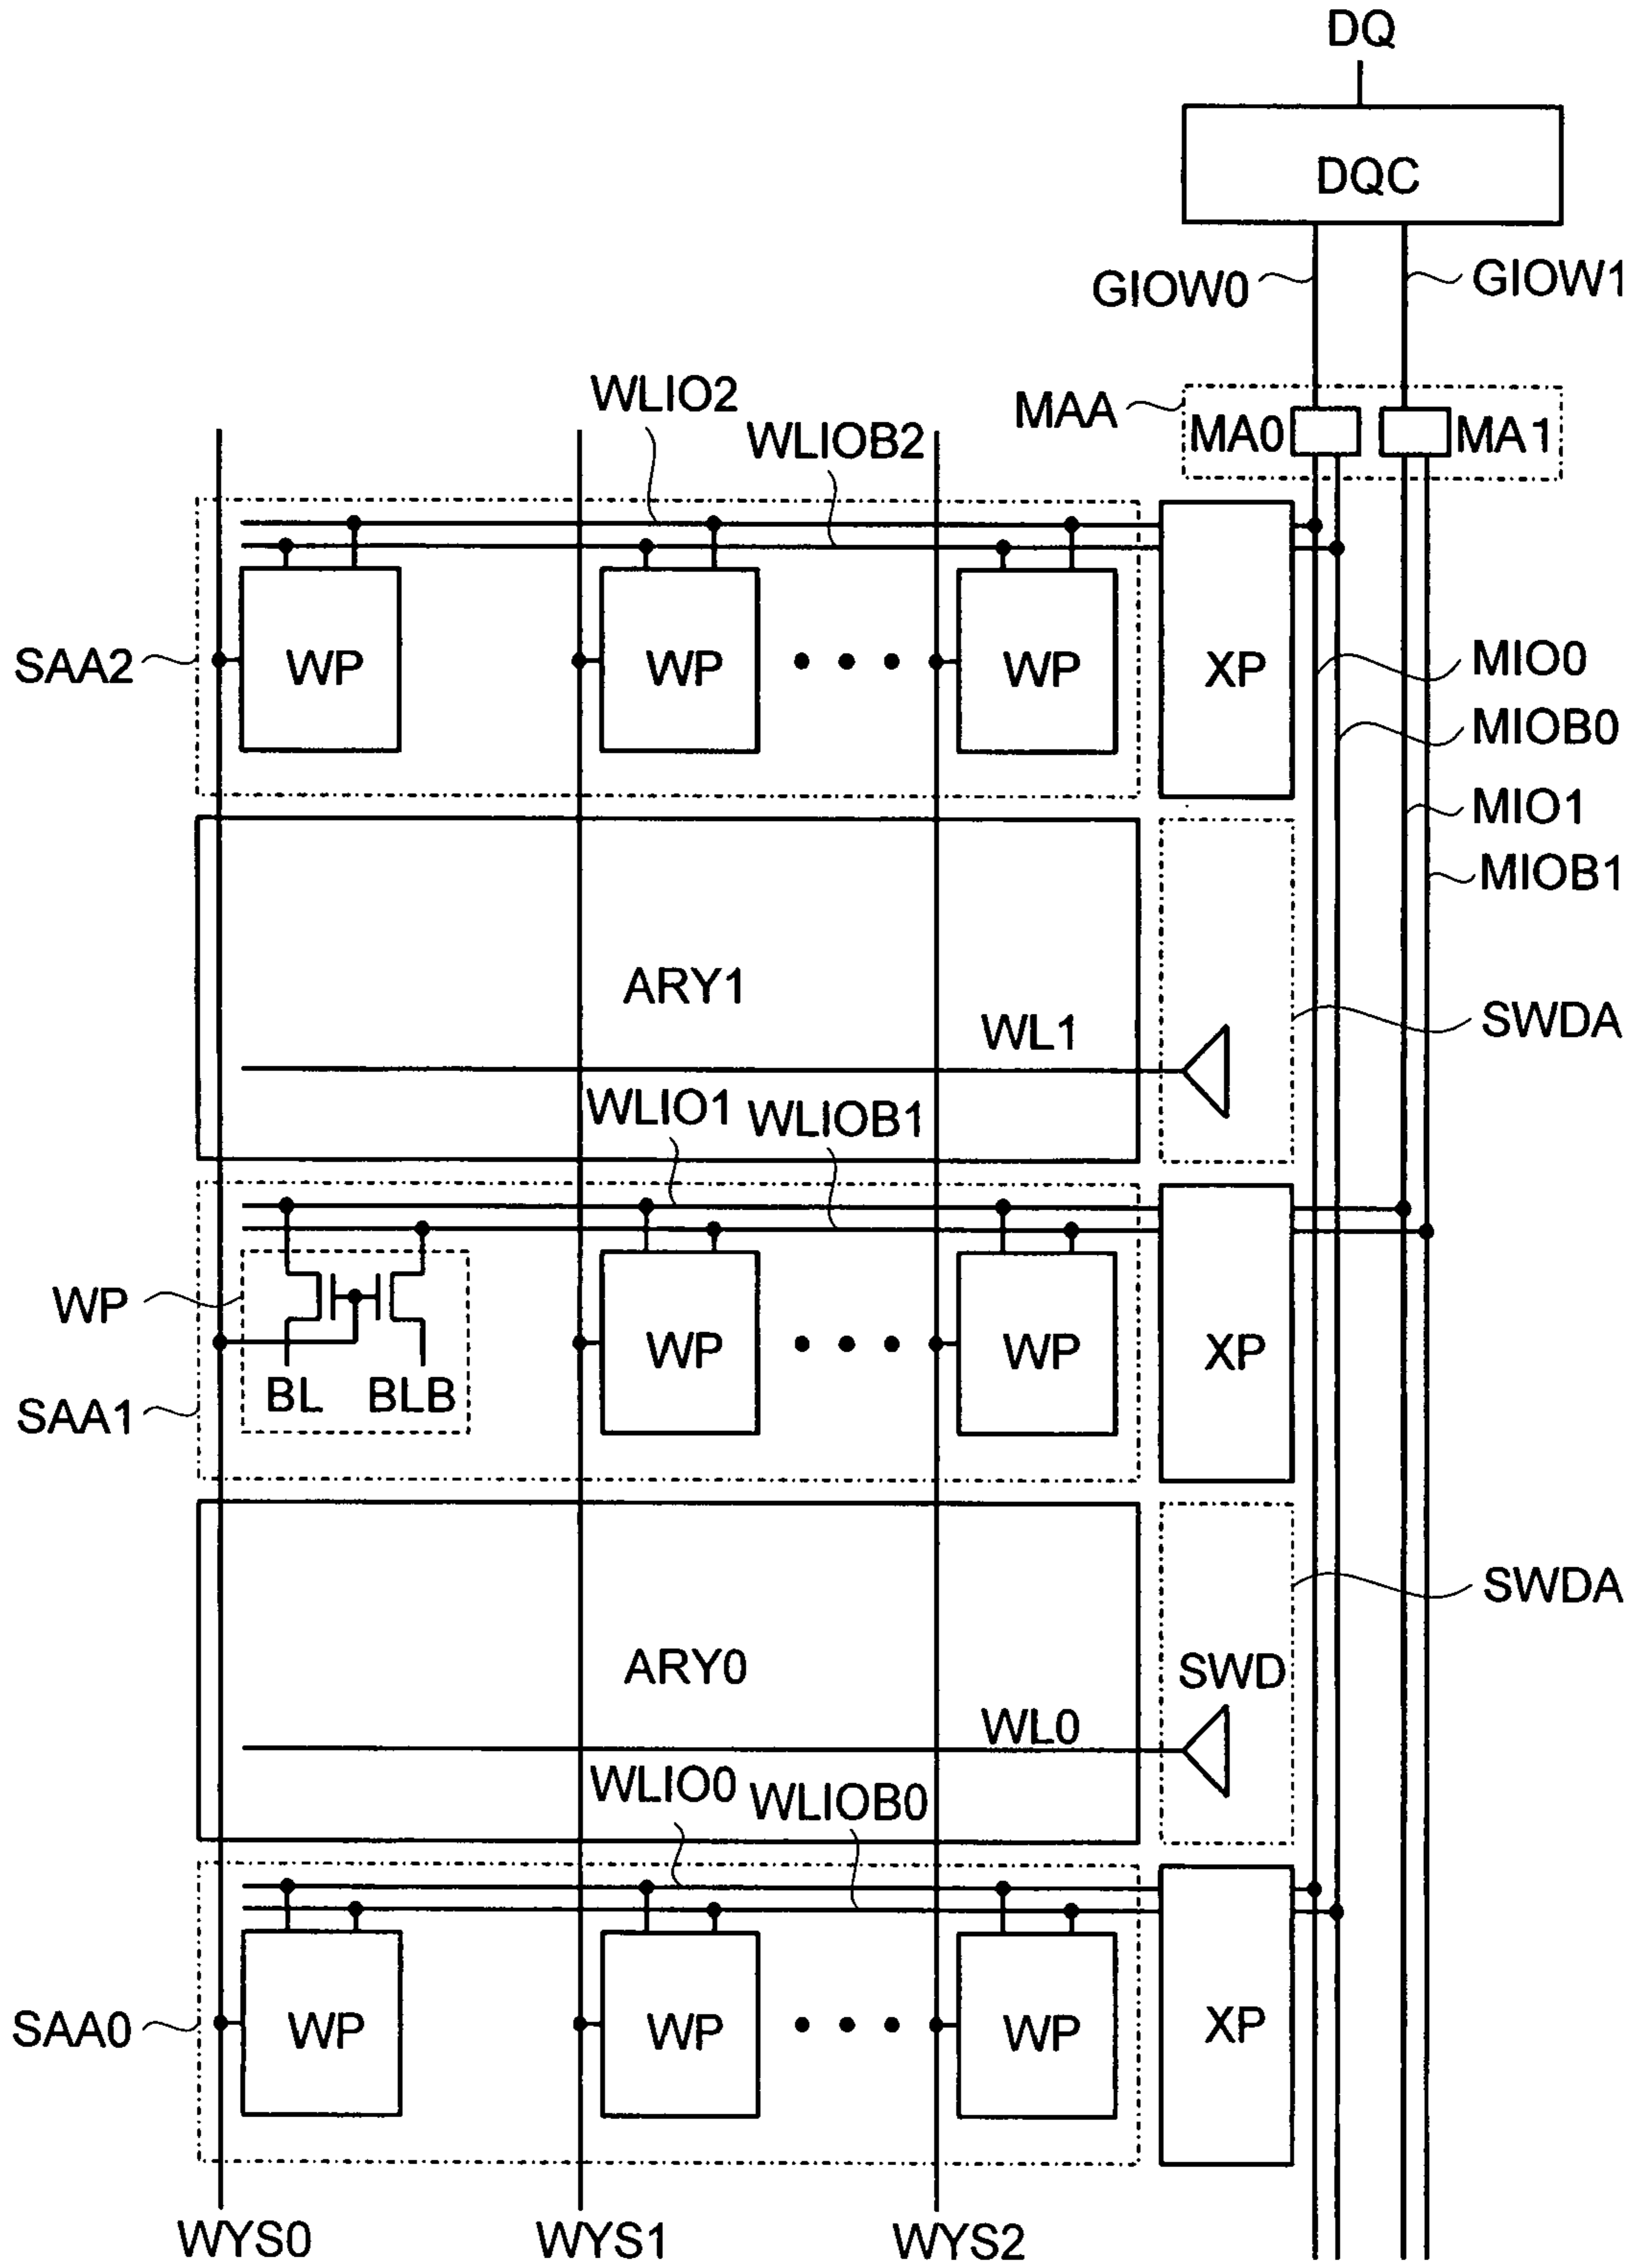 DQ
DQC
GIOW0
GIOW1
WLIO2
MAA
MA0
MA1
WLIOB2
SAA2
WP
WP
WP
XP
MIO0
MIOB0
MIO1
MIOB1
ARY1
WL1
SWDA
WLIO1
WLIOB1
WP
WP
WP
XP
BL
BLB
SAA1
SWDA
ARY0
SWD
WL0
WLIO0
WLIOB0
SAA0
WP
WP
WP
XP
WYS0
WYS1
WYS2